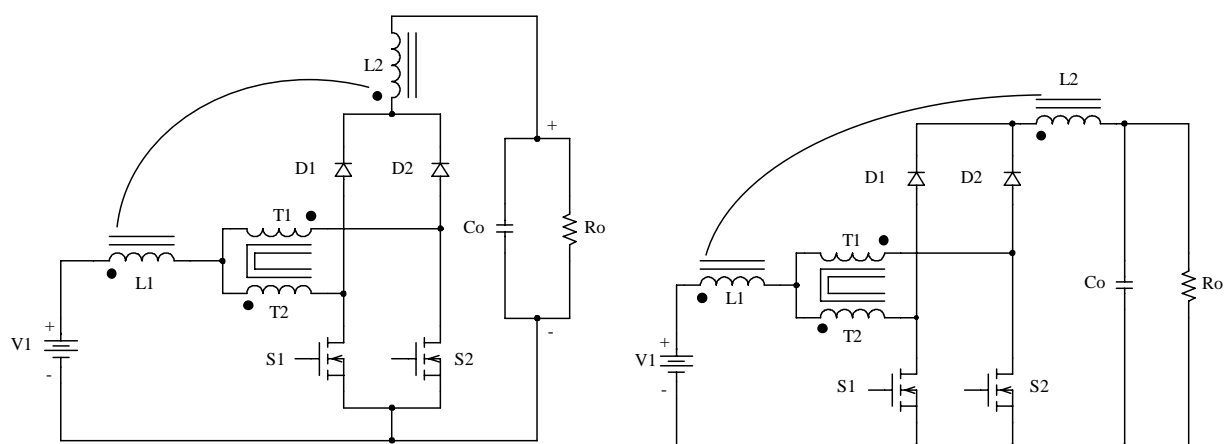 L2
+
D1
D2
T1
Co
Ro
L1
T2
+
V1
-
-
S1
S2
L2
D1
D2
T1
L1
Co
Ro
T2
+
V1
-
S1
S2